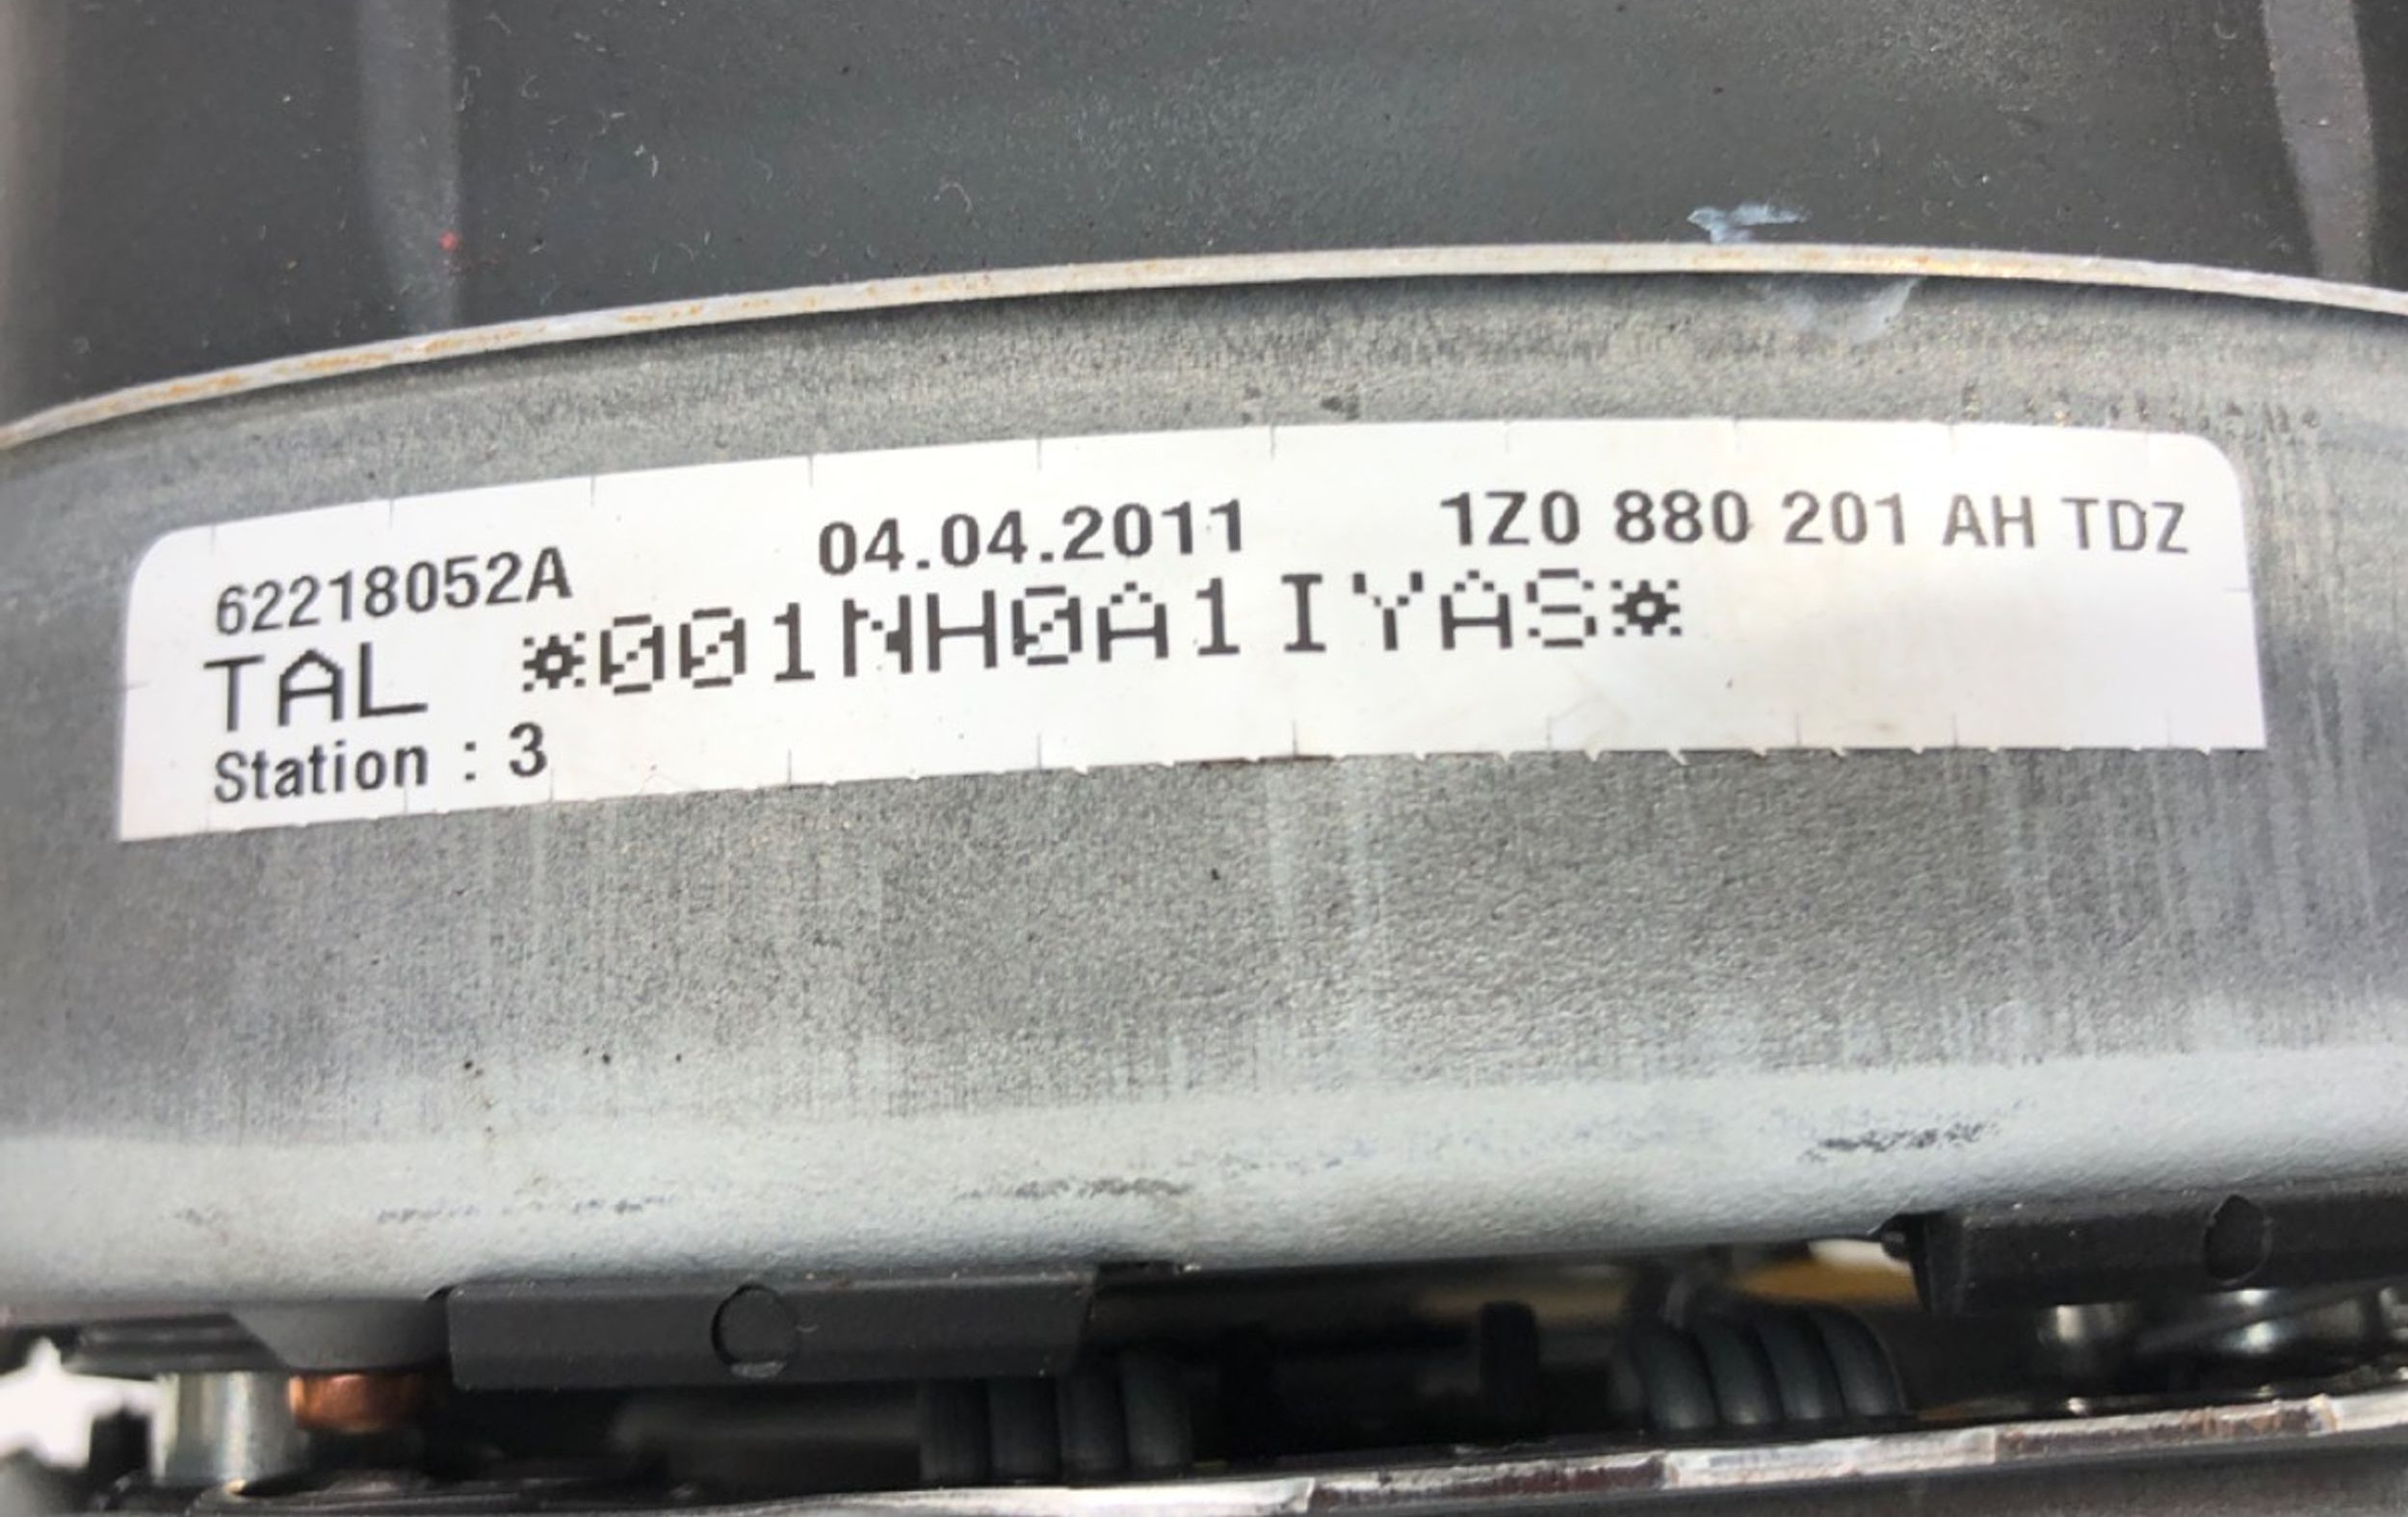 62218052A 04.04.2011 1Z0 880 201 AH TDZ
TAL *001NH0A1IYAS*
Station : 3